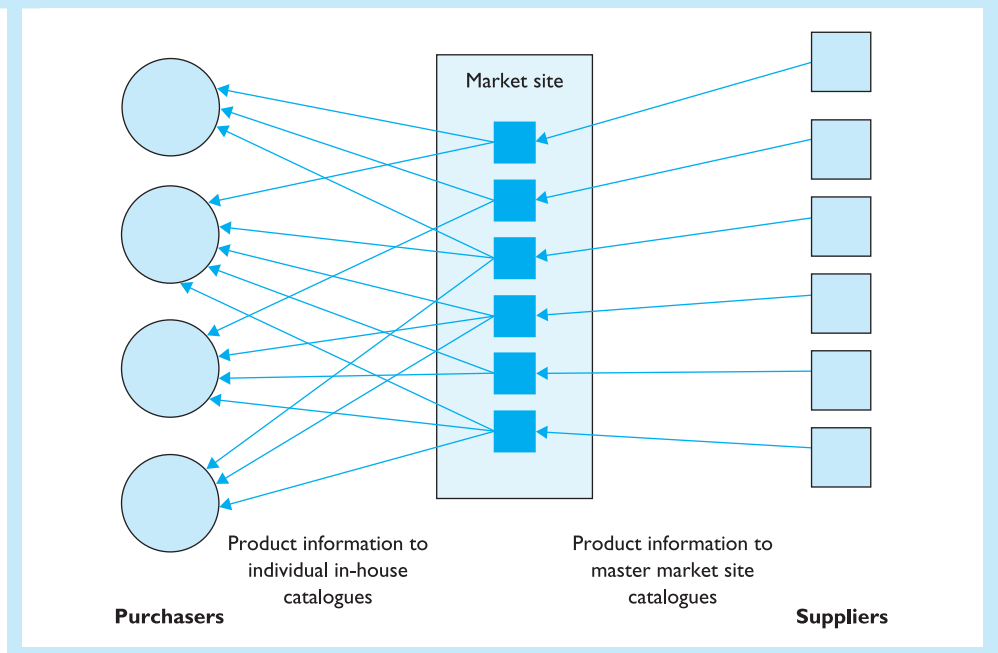 Market site
Product information to
individual in-house
catalogues
Product information to
master market site
catalogues
Purchasers
Suppliers